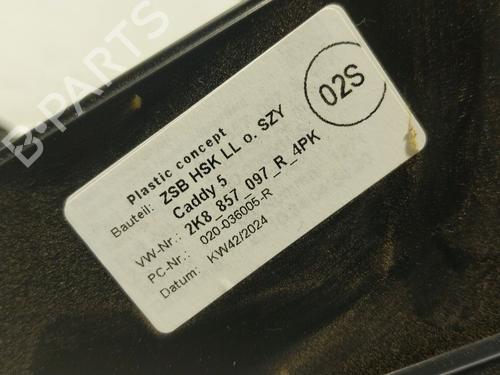 B-PARTS
Plastic concept
Bauteil: ZSB HSK LL o. SZY
Caddy 5
VW-Nr.: 2K8_857_097_R_4PK
PC-Nr.: 020-036005-R
Datum: KW42/2024
02S